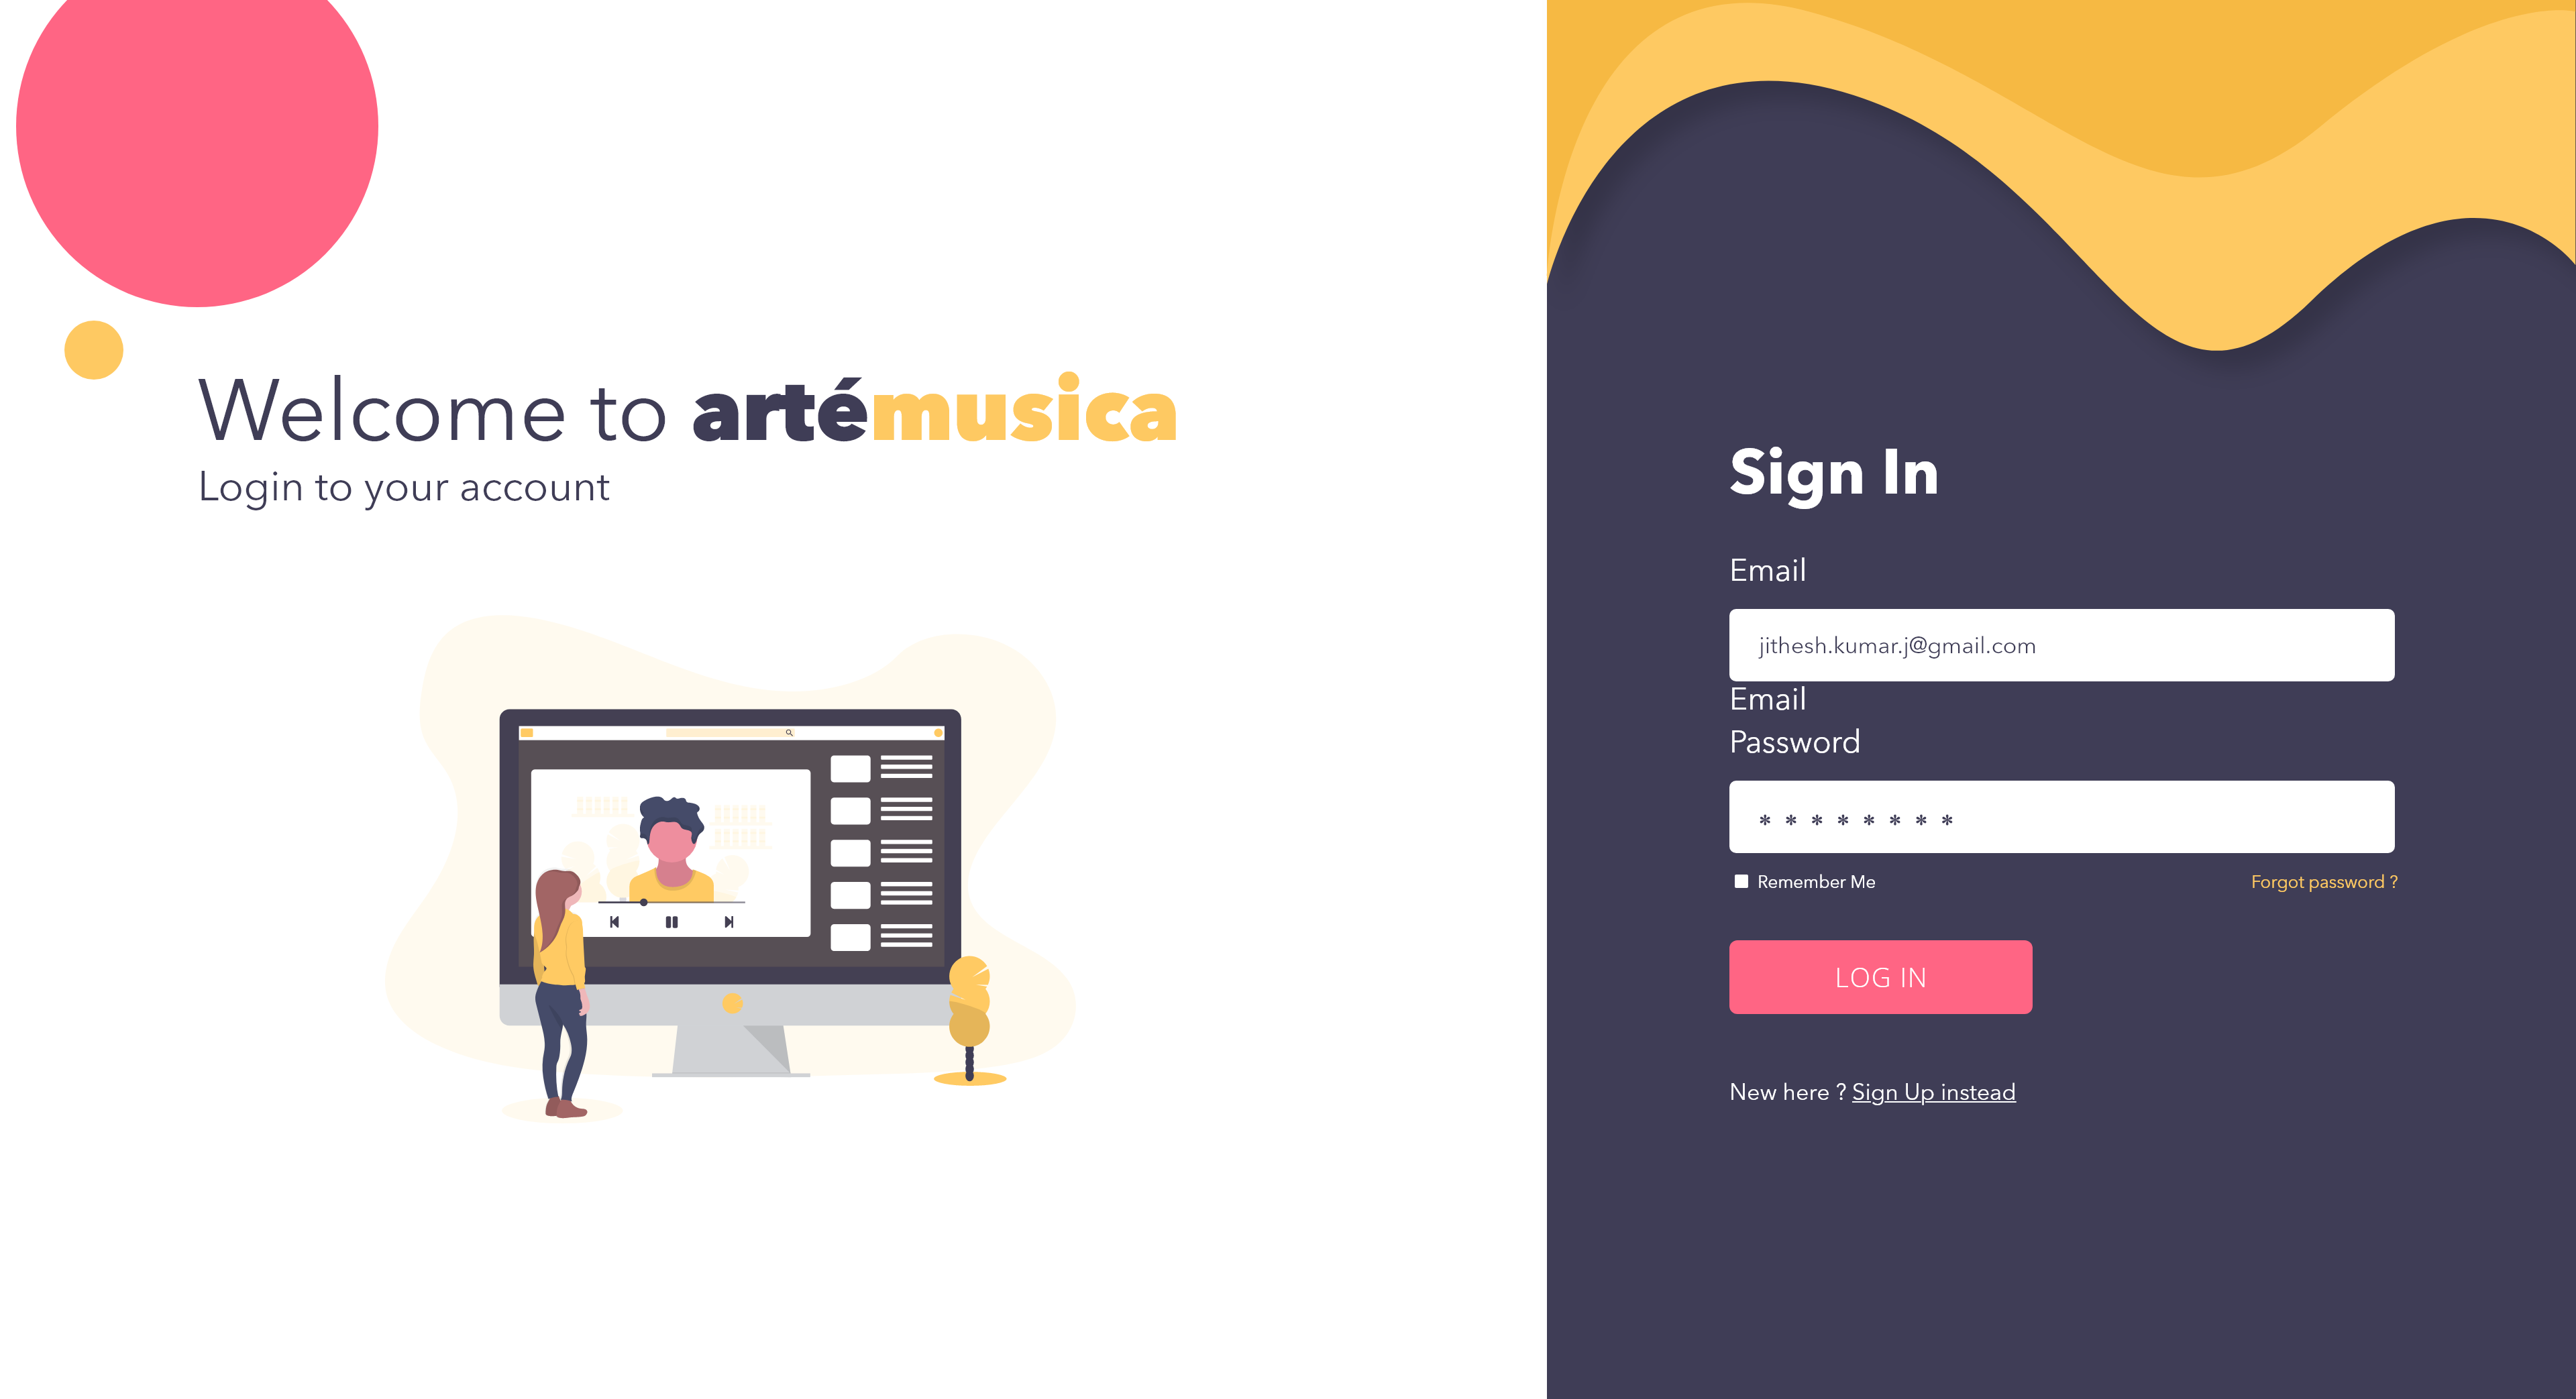 Welcome to artémusica
Login to your account
Sign In
Email
jithesh.kumar.j@gmail.com
Email
Password
* * * * * * * *
Remember Me
Forgot password ?
LOG IN
New here ? Sign Up instead